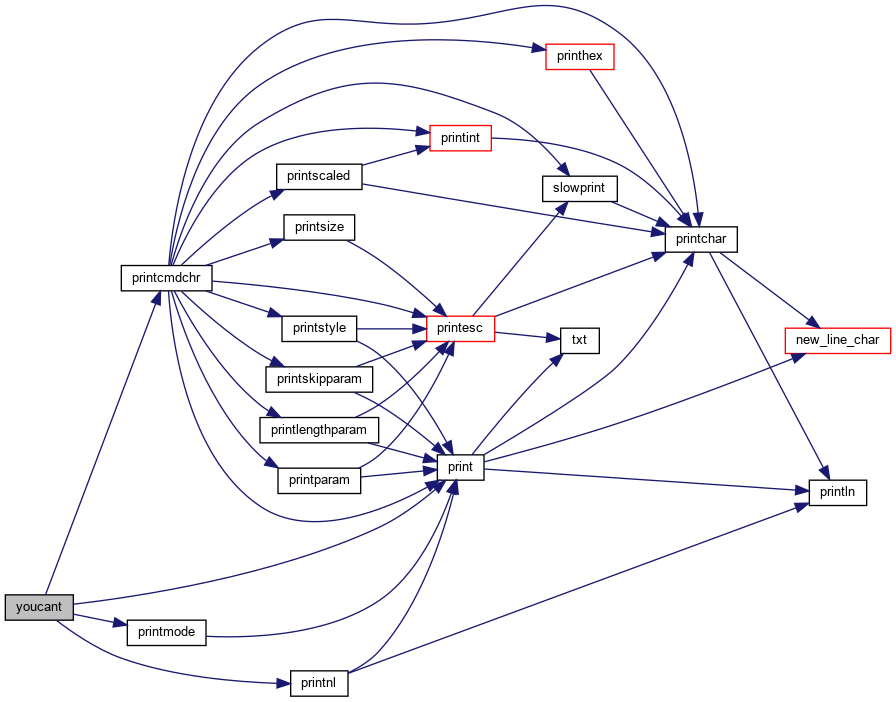 printhex
printint
printscaled
slowprint
printsize
printchar
printcmdchr
printstyle
printesc
txt
new_line_char
printskipparam
printlengthparam
print
printparam
println
youcant
printmode
printnl